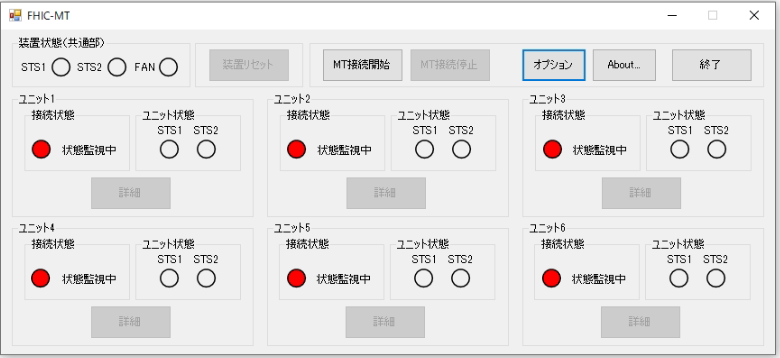 FHIC-MT
装置状態(共通部)
STS1 STS2 FAN 装置リセット MT接続開始 MT接続停止 オプション About... 終了
ユニット1 ユニット2 ユニット3
接続状態 ユニット状態 接続状態 ユニット状態 接続状態 ユニット状態
STS1 STS2 STS1 STS2 STS1 STS2
状態監視中 状態監視中 状態監視中
詳細 詳細 詳細
ユニット4 ユニット5 ユニット6
接続状態 ユニット状態 接続状態 ユニット状態 接続状態 ユニット状態
STS1 STS2 STS1 STS2 STS1 STS2
状態監視中 状態監視中 状態監視中
詳細 詳細 詳細